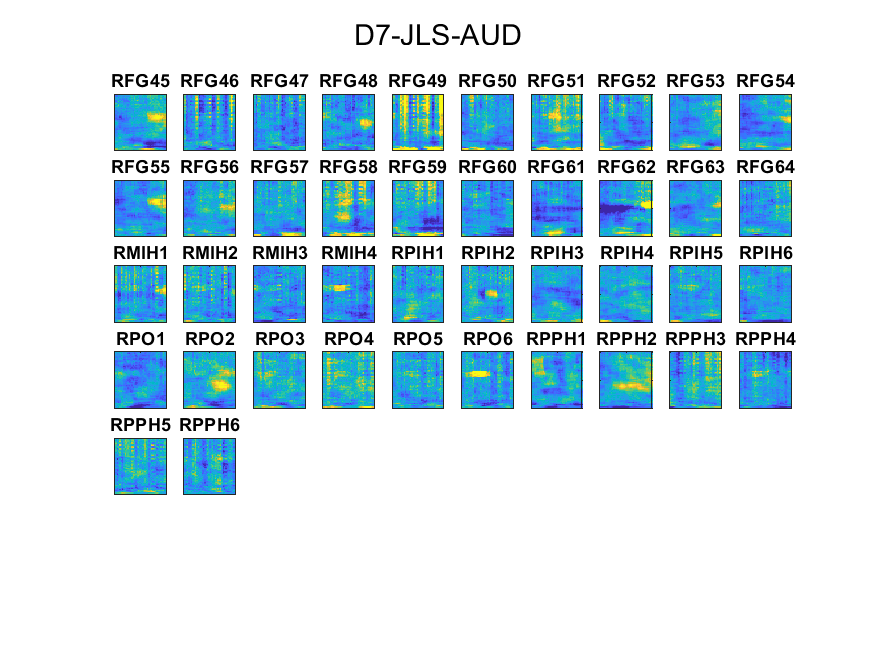 D7-JLS-AUD
RFG45 RFG46 RFG47 RFG48 RFG49 RFG50 RFG51 RFG52 RFG53 RFG54
RFG55 RFG56 RFG57 RFG58 RFG59 RFG60 RFG61 RFG62 RFG63 RFG64
RMIH1 RMIH2 RMIH3 RMIH4 RPIH1 RPIH2 RPIH3 RPIH4 RPIH5 RPIH6
RPO1 RPO2 RPO3 RPO4 RPO5 RPO6 RPPH1 RPPH2 RPPH3 RPPH4
RPPH5 RPPH6